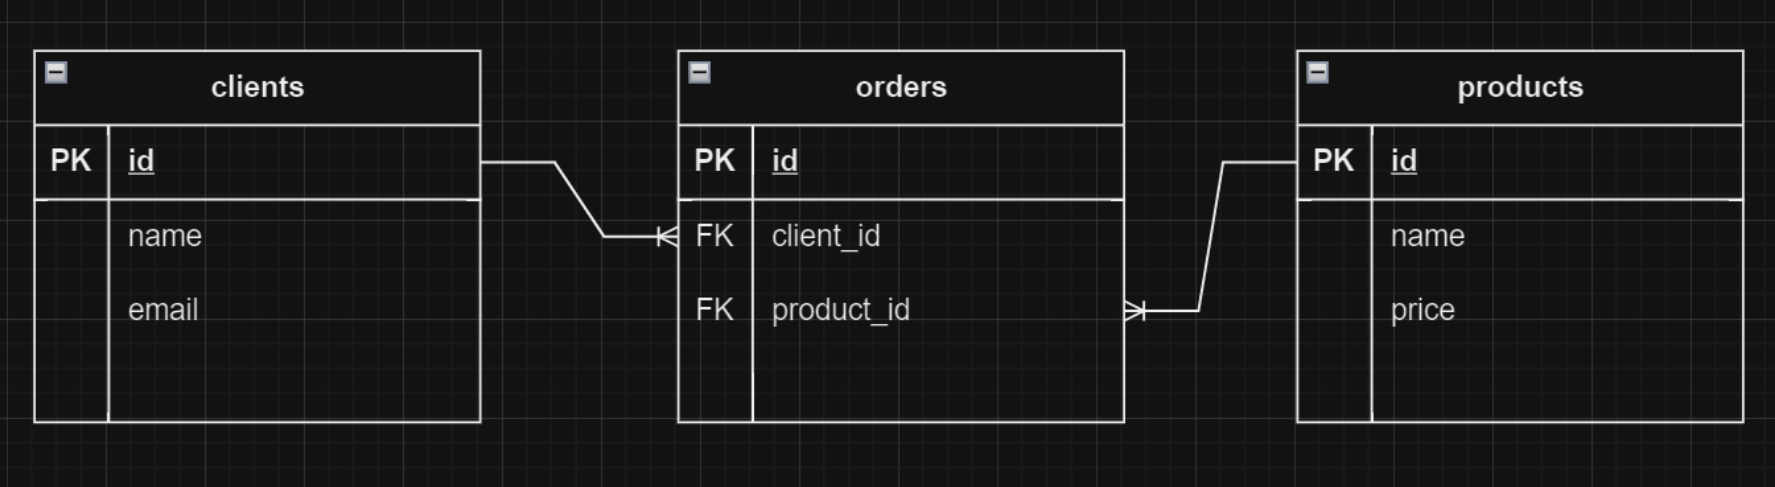 clients
PK id
name
email
orders
PK id
FK client_id
FK product_id
products
PK id
name
price